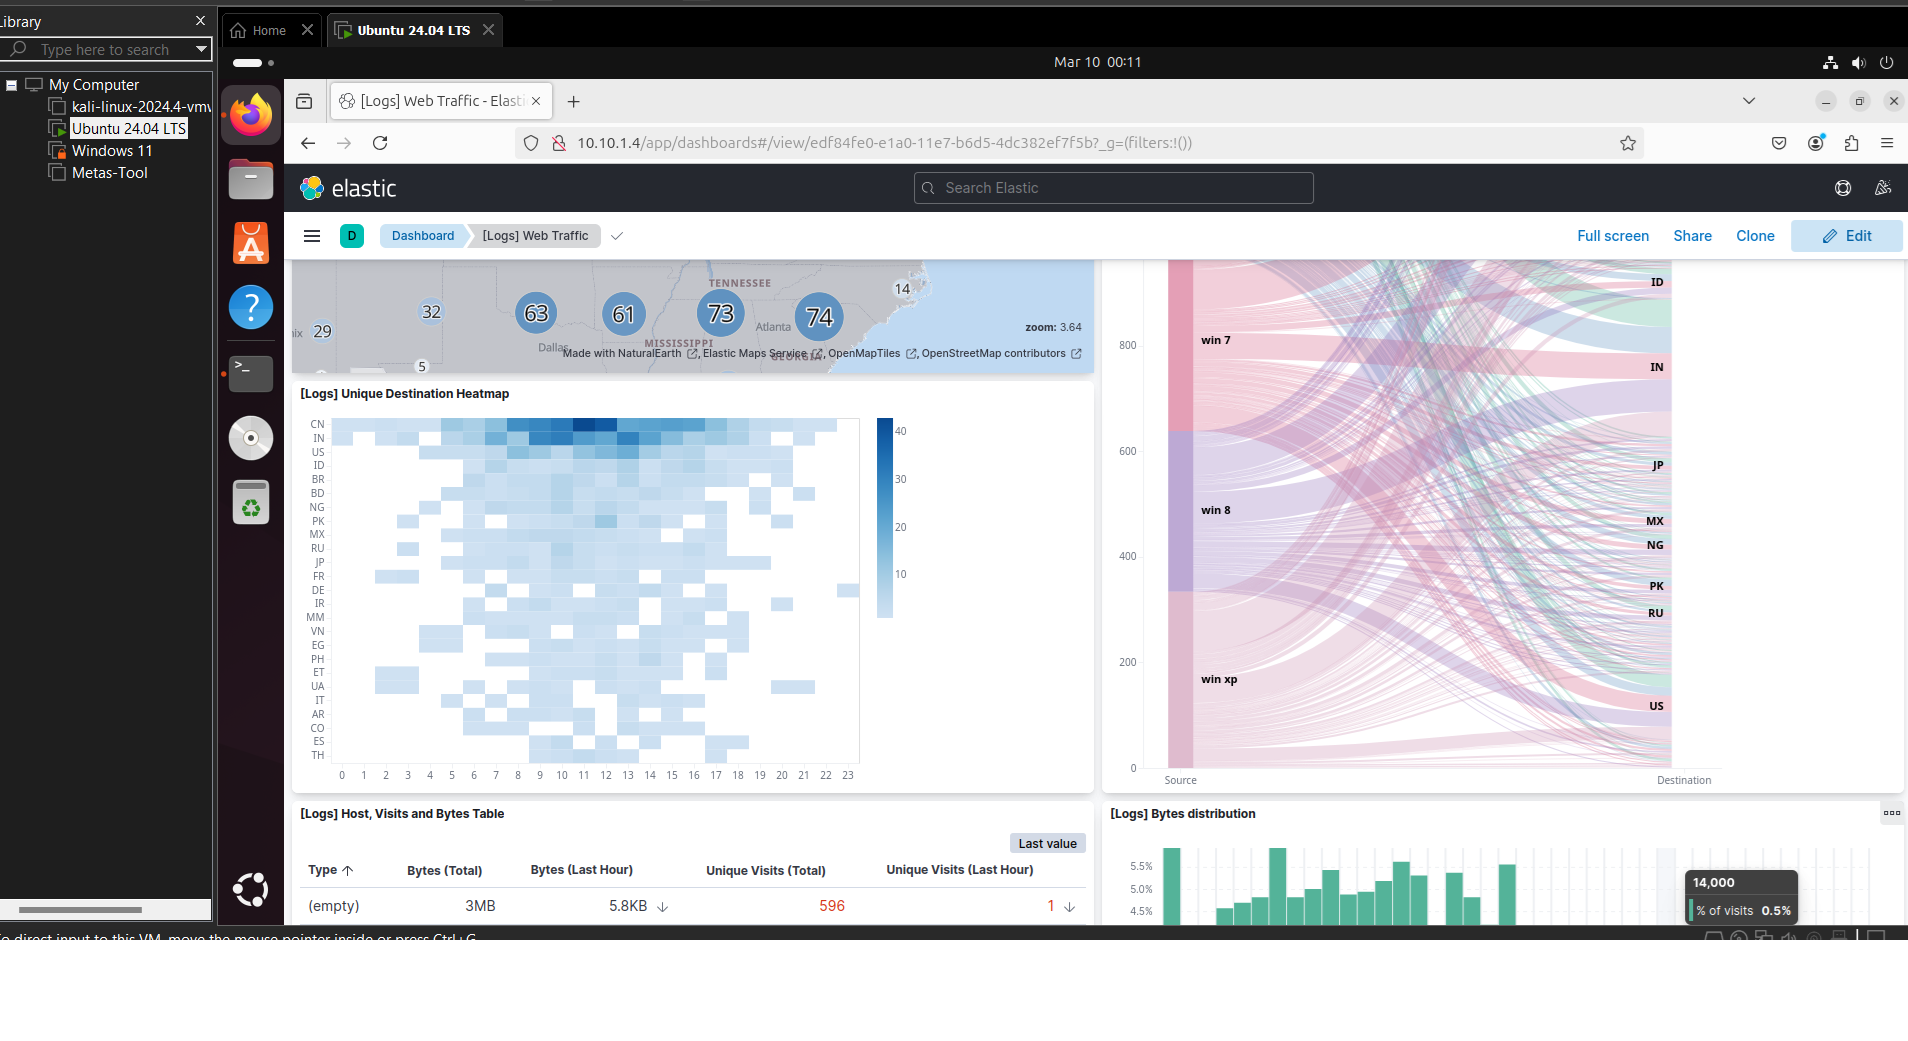 Library
Type here to search
My Computer
kali-linux-2024.4-vmv
Ubuntu 24.04 LTS
Windows 11
Metas-Tool
Home
Ubuntu 24.04 LTS
Mar 10 00:11
[Logs] Web Traffic - Elasti
10.10.1.4/app/dashboards#/view/edf84fe0-e1a0-11e7-b6d5-4dc382ef7f5b?_g=(filters:!())
elastic
Search Elastic
D
Dashboard
[Logs] Web Traffic
Full screen
Share
Clone
Edit
TENNESSEE
14
32
63
61
73
74
29
ix
Atlanta
Dallas
MISSISSIPPI
GEORGIA
zoom: 3.64
Made with NaturalEarth , Elastic Maps Service , OpenMapTiles , OpenStreetMap contributors
5
[Logs] Unique Destination Heatmap
CN
IN
US
ID
BR
BD
NG
PK
MX
RU
JP
FR
DE
IR
MM
VN
EG
PH
ET
UA
IT
AR
CO
ES
TH
0 1 2 3 4 5 6 7 8 9 10 11 12 13 14 15 16 17 18 19 20 21 22 23
40
30
20
10
800
600
400
200
0
win 7
win 8
win xp
ID
IN
JP
MX
NG
PK
RU
US
Source
Destination
[Logs] Host, Visits and Bytes Table
Last value
Type Bytes (Total) Bytes (Last Hour) Unique Visits (Total) Unique Visits (Last Hour)
(empty) 3MB 5.8KB 596 1
[Logs] Bytes distribution
5.5%
5.0%
4.5%
14,000
% of visits 0.5%
To direct input to this VM, move the mouse pointer inside or press Ctrl+G.